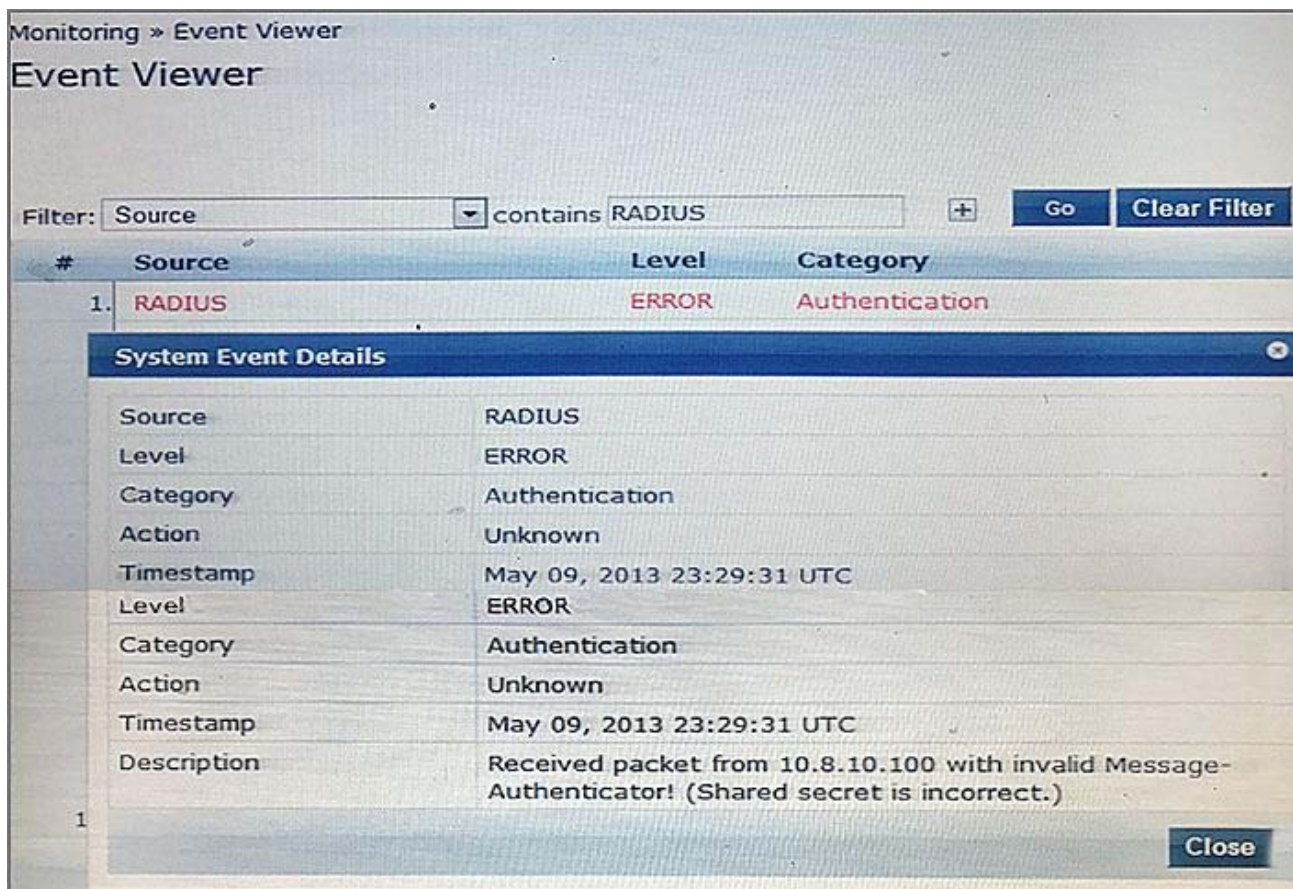 Monitoring » Event Viewer
Event Viewer
Filter: Source contains RADIUS + Go Clear Filter
# Source Level Category
1. RADIUS ERROR Authentication
System Event Details
Source RADIUS
Level ERROR
Category Authentication
Action Unknown
Timestamp May 09, 2013 23:29:31 UTC
Level ERROR
Category Authentication
Action Unknown
Timestamp May 09, 2013 23:29:31 UTC
Description Received packet from 10.8.10.100 with invalid Message-
Authenticator! (Shared secret is incorrect.)
1
Close